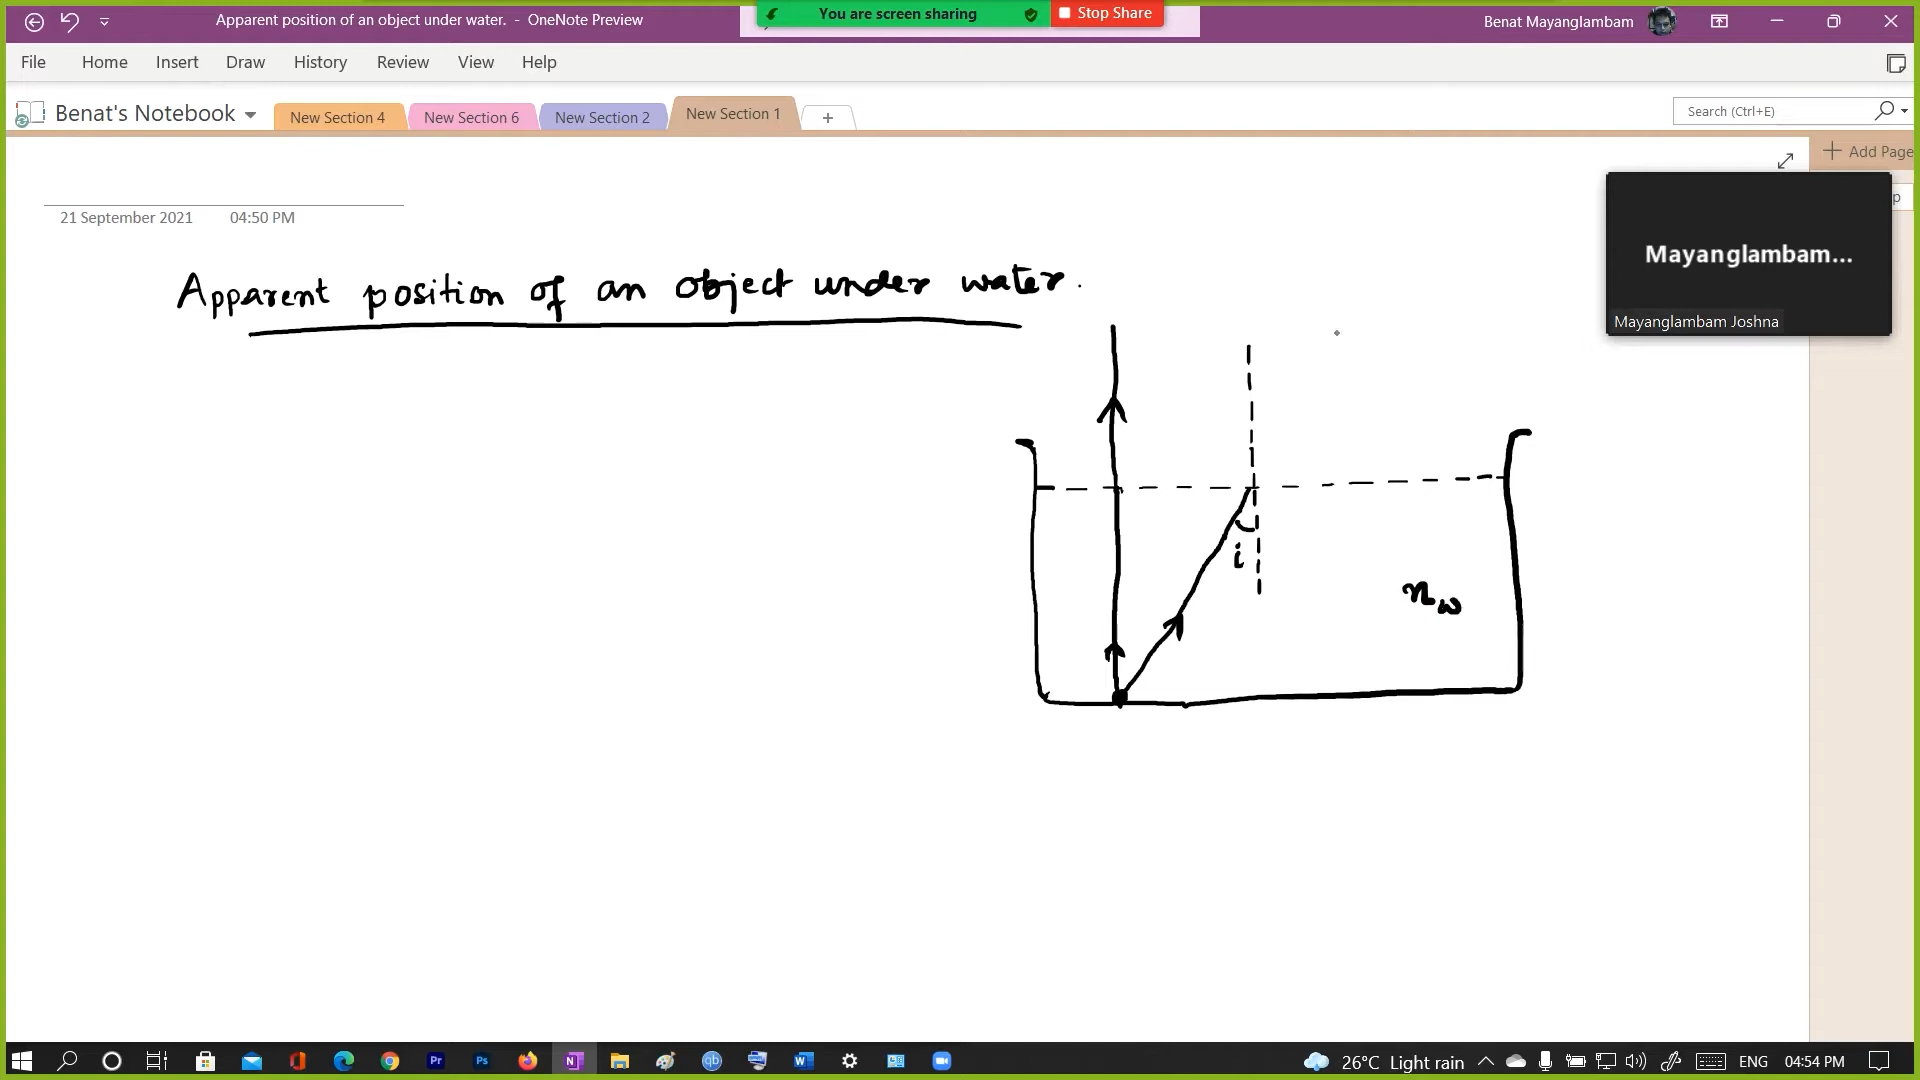 Apparent position of an object under water. - OneNote Preview
You are screen sharing
Stop Share
Benat Mayanglambam
File Home Insert Draw History Review View Help
Benat's Notebook
New Section 4
New Section 6
New Section 2
New Section 1
+
Search (Ctrl+E)
+ Add Page
21 September 2021 04:50 PM
Mayanglambam...
Mayanglambam Joshna
Apparent position of an object under water.
i
n w
Pr
Ps
N
qb
W
26°C Light rain
ENG
04:54 PM